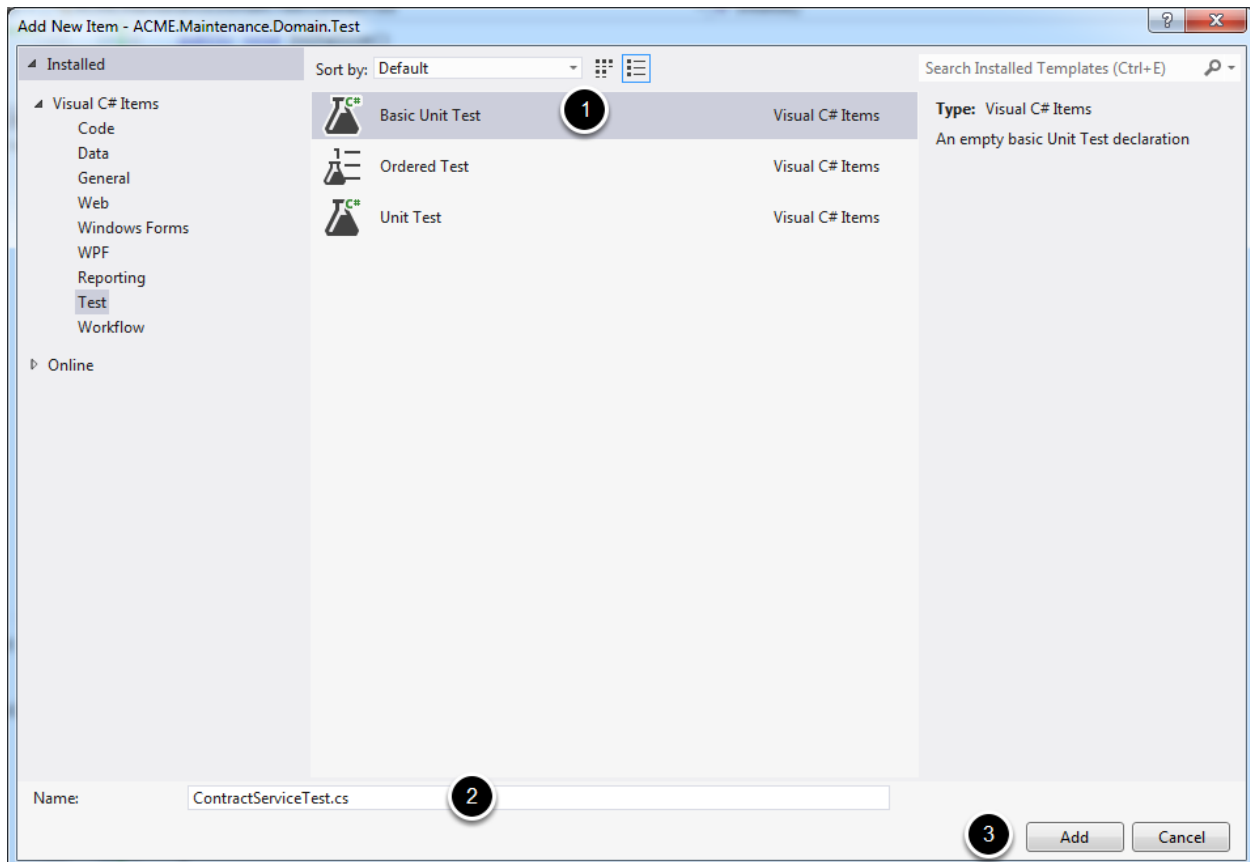 Add New Item - ACME.Maintenance.Domain.Test
Installed
Sort by: Default
Search Installed Templates (Ctrl+E)
Visual C# Items
Code
Data
General
Web
Windows Forms
WPF
Reporting
Test
Workflow
Online
C# Basic Unit Test 1 Visual C# Items
Ordered Test Visual C# Items
C# Unit Test Visual C# Items
Type: Visual C# Items
An empty basic Unit Test declaration
Name: ContractServiceTest.cs 2
3 Add Cancel